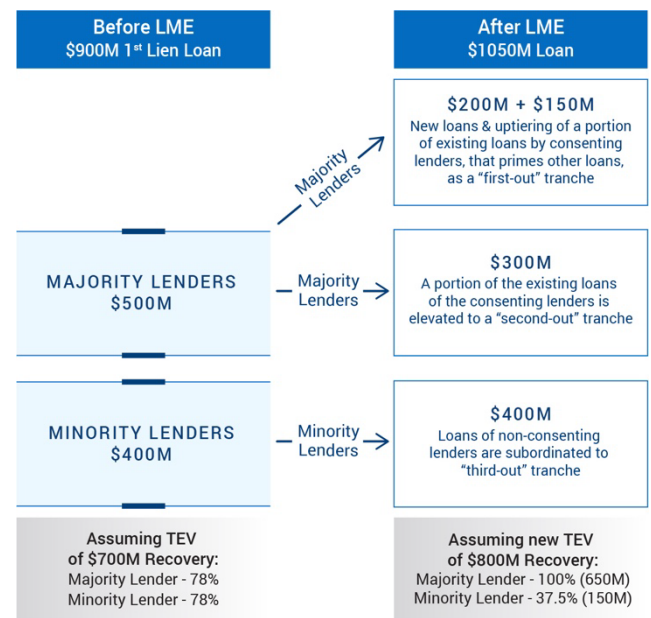 Before LME
$900M 1st Lien Loan
After LME
$1050M Loan
$200M + $150M
New loans & uptiering of a portion
of existing loans by consenting
lenders, that primes other loans,
as a “first-out” tranche
Majority
Lenders
MAJORITY LENDERS
$500M
Majority
Lenders
$300M
A portion of the existing loans
of the consenting lenders is
elevated to a “second-out” tranche
MINORITY LENDERS
$400M
Minority
Lenders
$400M
Loans of non-consenting
lenders are subordinated to
“third-out” tranche
Assuming TEV
of $700M Recovery:
Majority Lender - 78%
Minority Lender - 78%
Assuming new TEV
of $800M Recovery:
Majority Lender - 100% (650M)
Minority Lender - 37.5% (150M)